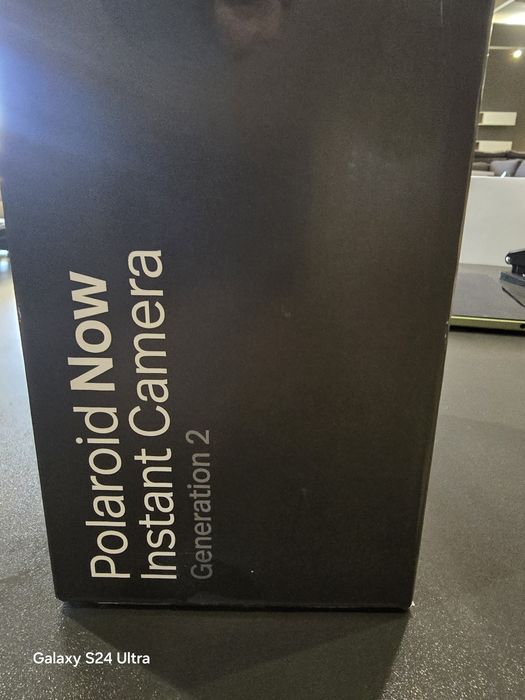 Polaroid Now
Instant Camera
Generation 2
Galaxy S24 Ultra